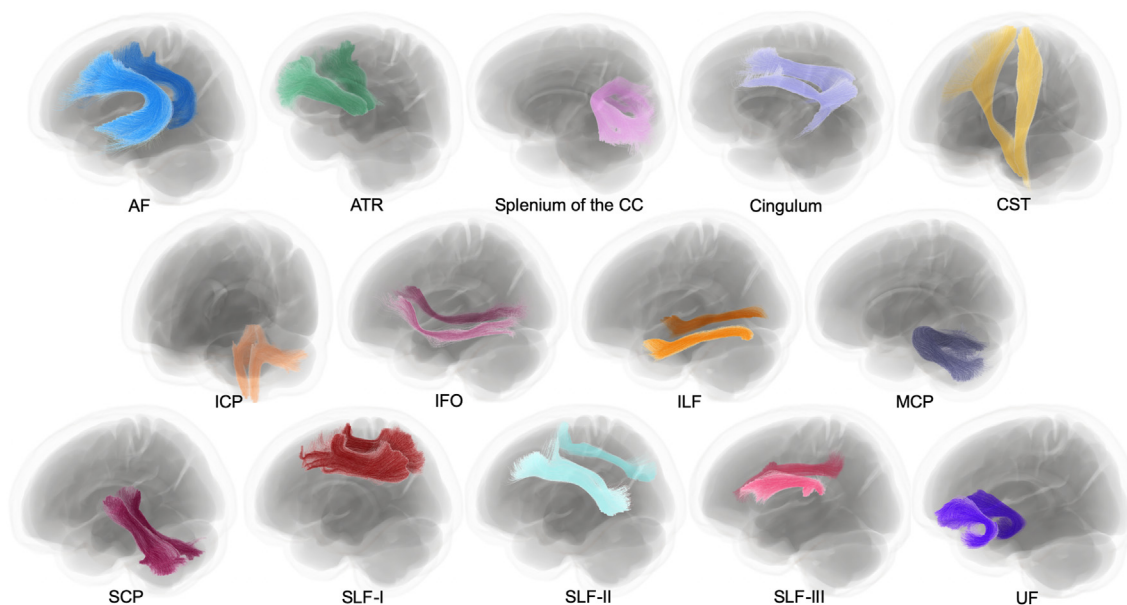 AF
ATR
Splenium of the CC
Cingulum
CST
ICP
IFO
ILF
MCP
SCP
SLF-I
SLF-II
SLF-III
UF